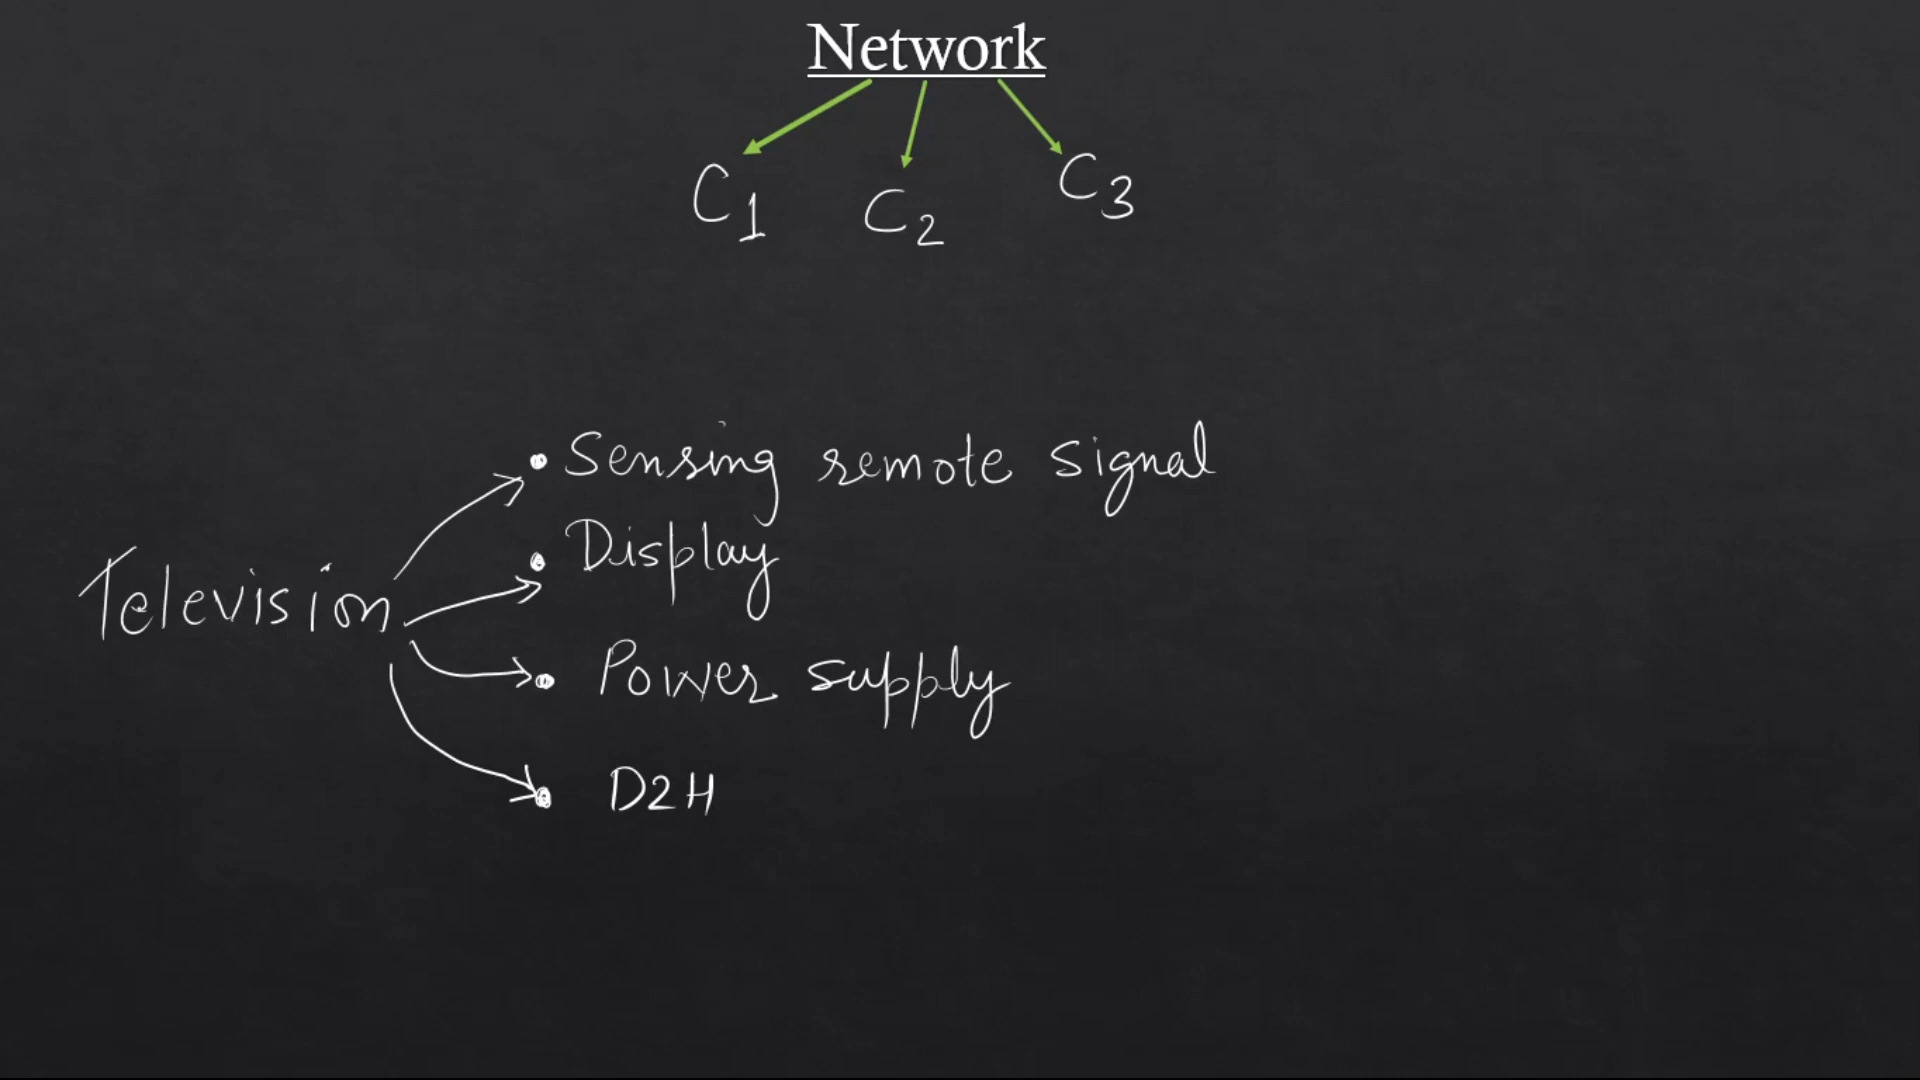 Network
C1 C2 C3
• Sensing remote signal
• Display
Television
• Power supply
• D2H